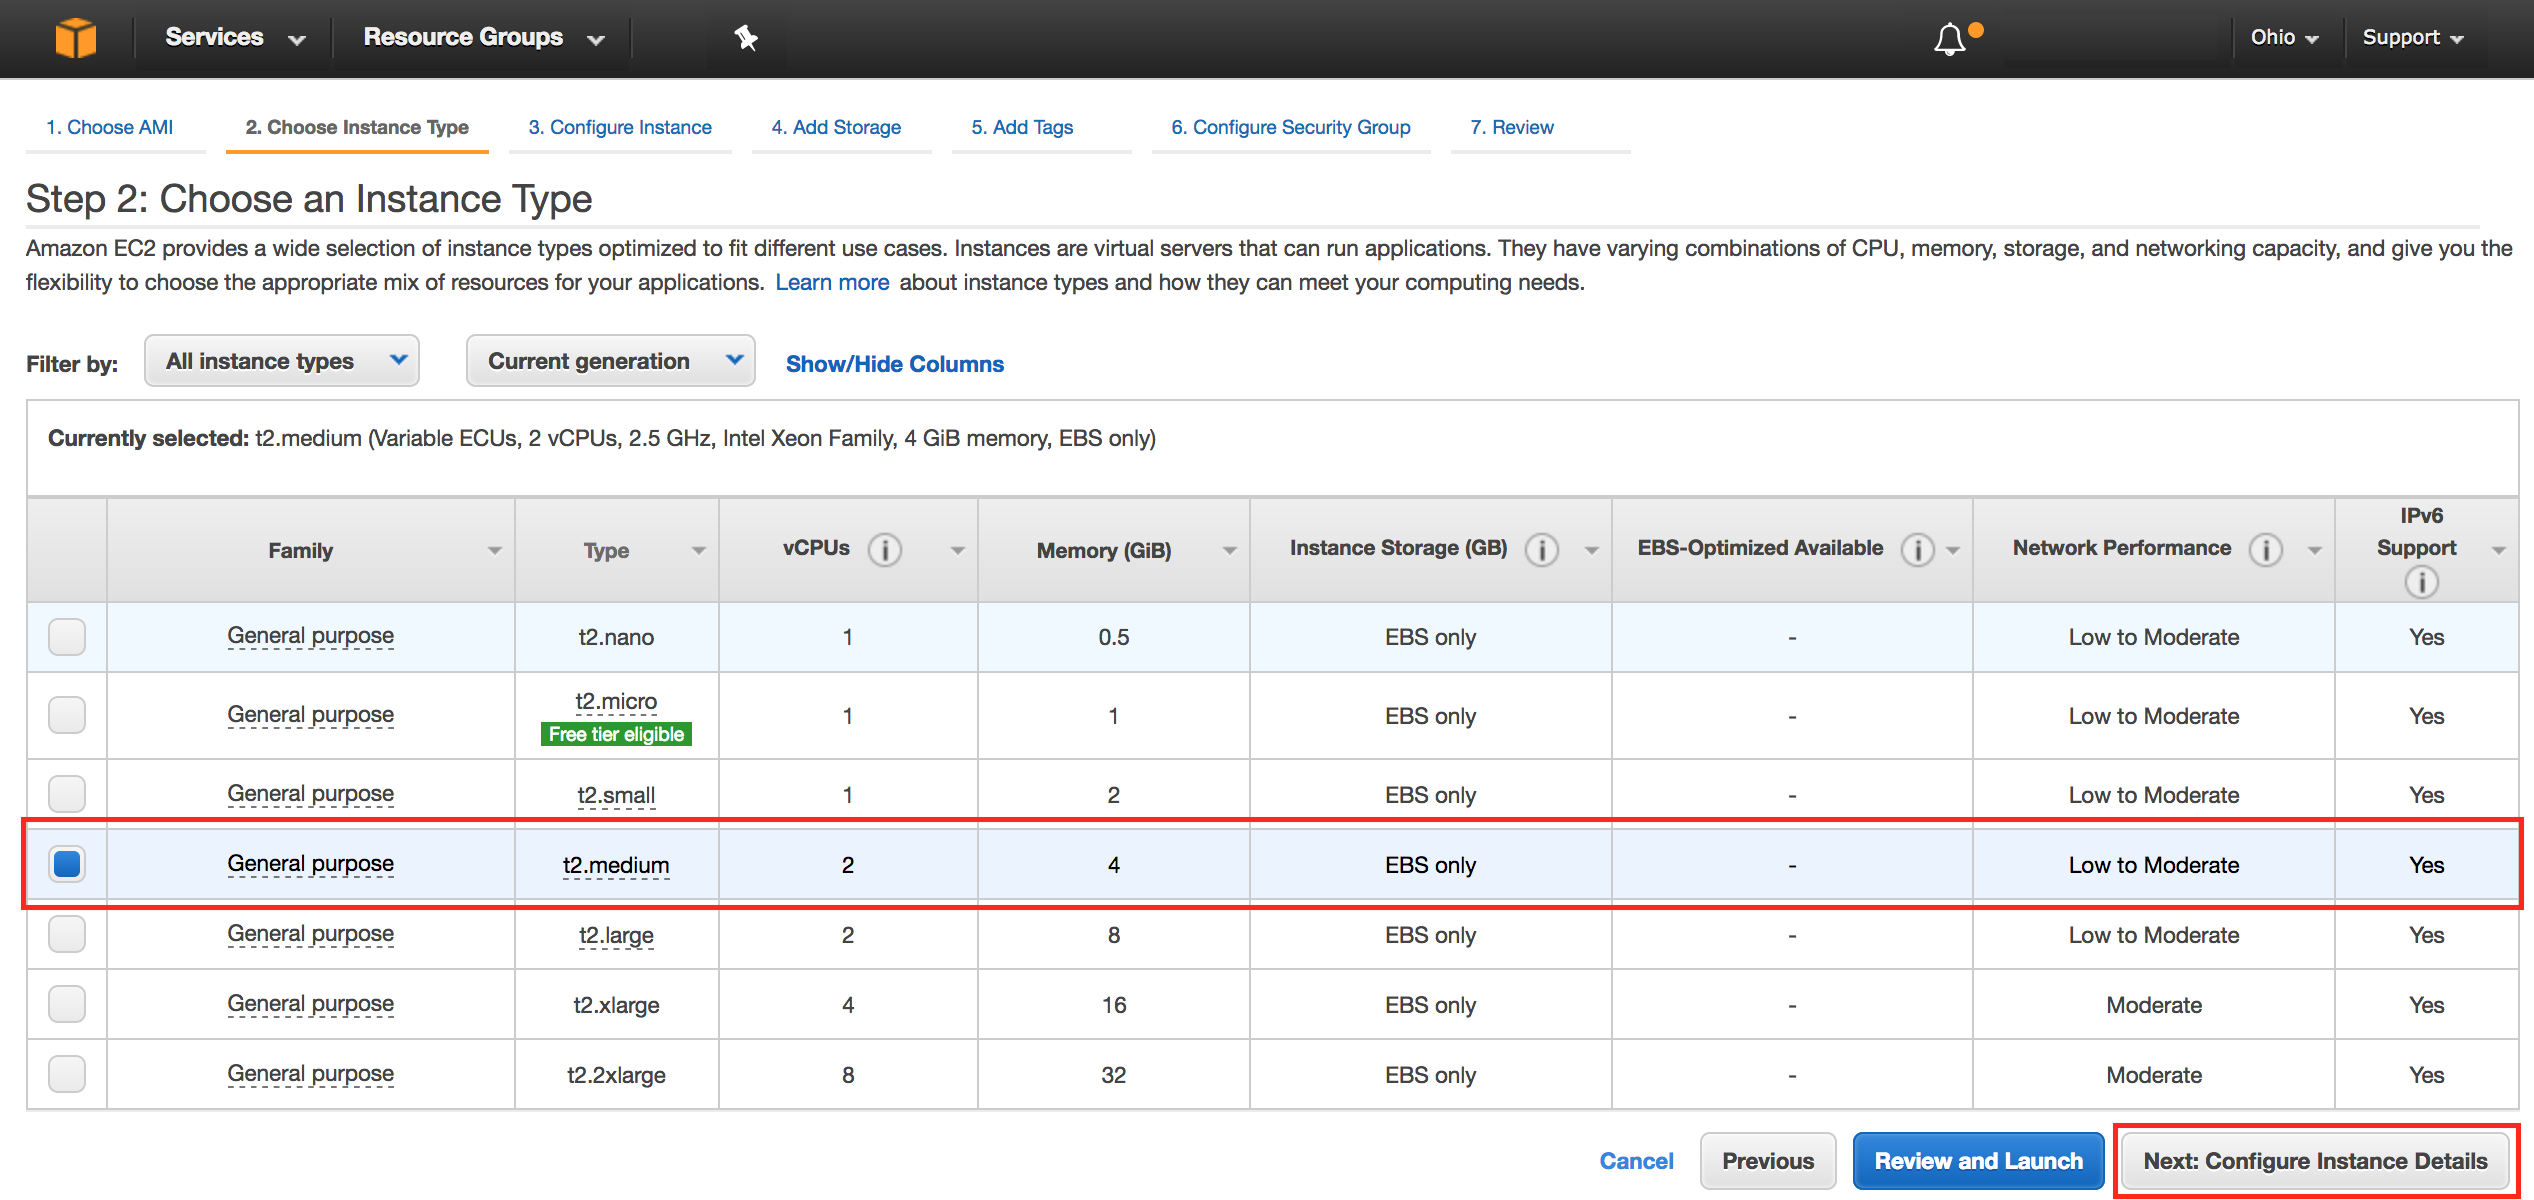 Services
Resource Groups
Ohio
Support
1. Choose AMI
2. Choose Instance Type
3. Configure Instance
4. Add Storage
5. Add Tags
6. Configure Security Group
7. Review
Step 2: Choose an Instance Type
Amazon EC2 provides a wide selection of instance types optimized to fit different use cases. Instances are virtual servers that can run applications. They have varying combinations of CPU, memory, storage, and networking capacity, and give you the
flexibility to choose the appropriate mix of resources for your applications. Learn more about instance types and how they can meet your computing needs.
Filter by: All instance types Current generation Show/Hide Columns
Currently selected: t2.medium (Variable ECUs, 2 vCPUs, 2.5 GHz, Intel Xeon Family, 4 GiB memory, EBS only)
Family Type vCPUs i Memory (GiB) Instance Storage (GB) i EBS-Optimized Available i Network Performance i IPv6
Support
i
General purpose t2.nano 1 0.5 EBS only - Low to Moderate Yes
General purpose t2.micro 1 1 EBS only - Low to Moderate Yes
Free tier eligible
General purpose t2.small 1 2 EBS only - Low to Moderate Yes
General purpose t2.medium 2 4 EBS only - Low to Moderate Yes
General purpose t2.large 2 8 EBS only - Low to Moderate Yes
General purpose t2.xlarge 4 16 EBS only - Moderate Yes
General purpose t2.2xlarge 8 32 EBS only - Moderate Yes
Cancel Previous Review and Launch Next: Configure Instance Details